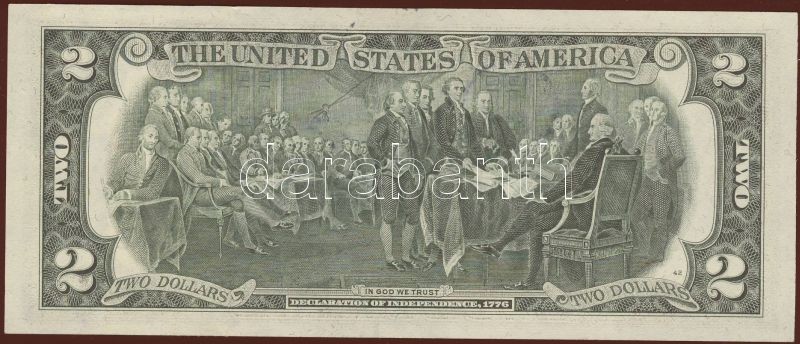 THE UNITED STATES OF AMERICA
2
2
TWO
TWO
darabanth
2
2
42
TWO DOLLARS
IN GOD WE TRUST
TWO DOLLARS
DECLARATION OF INDEPENDENCE, 1776